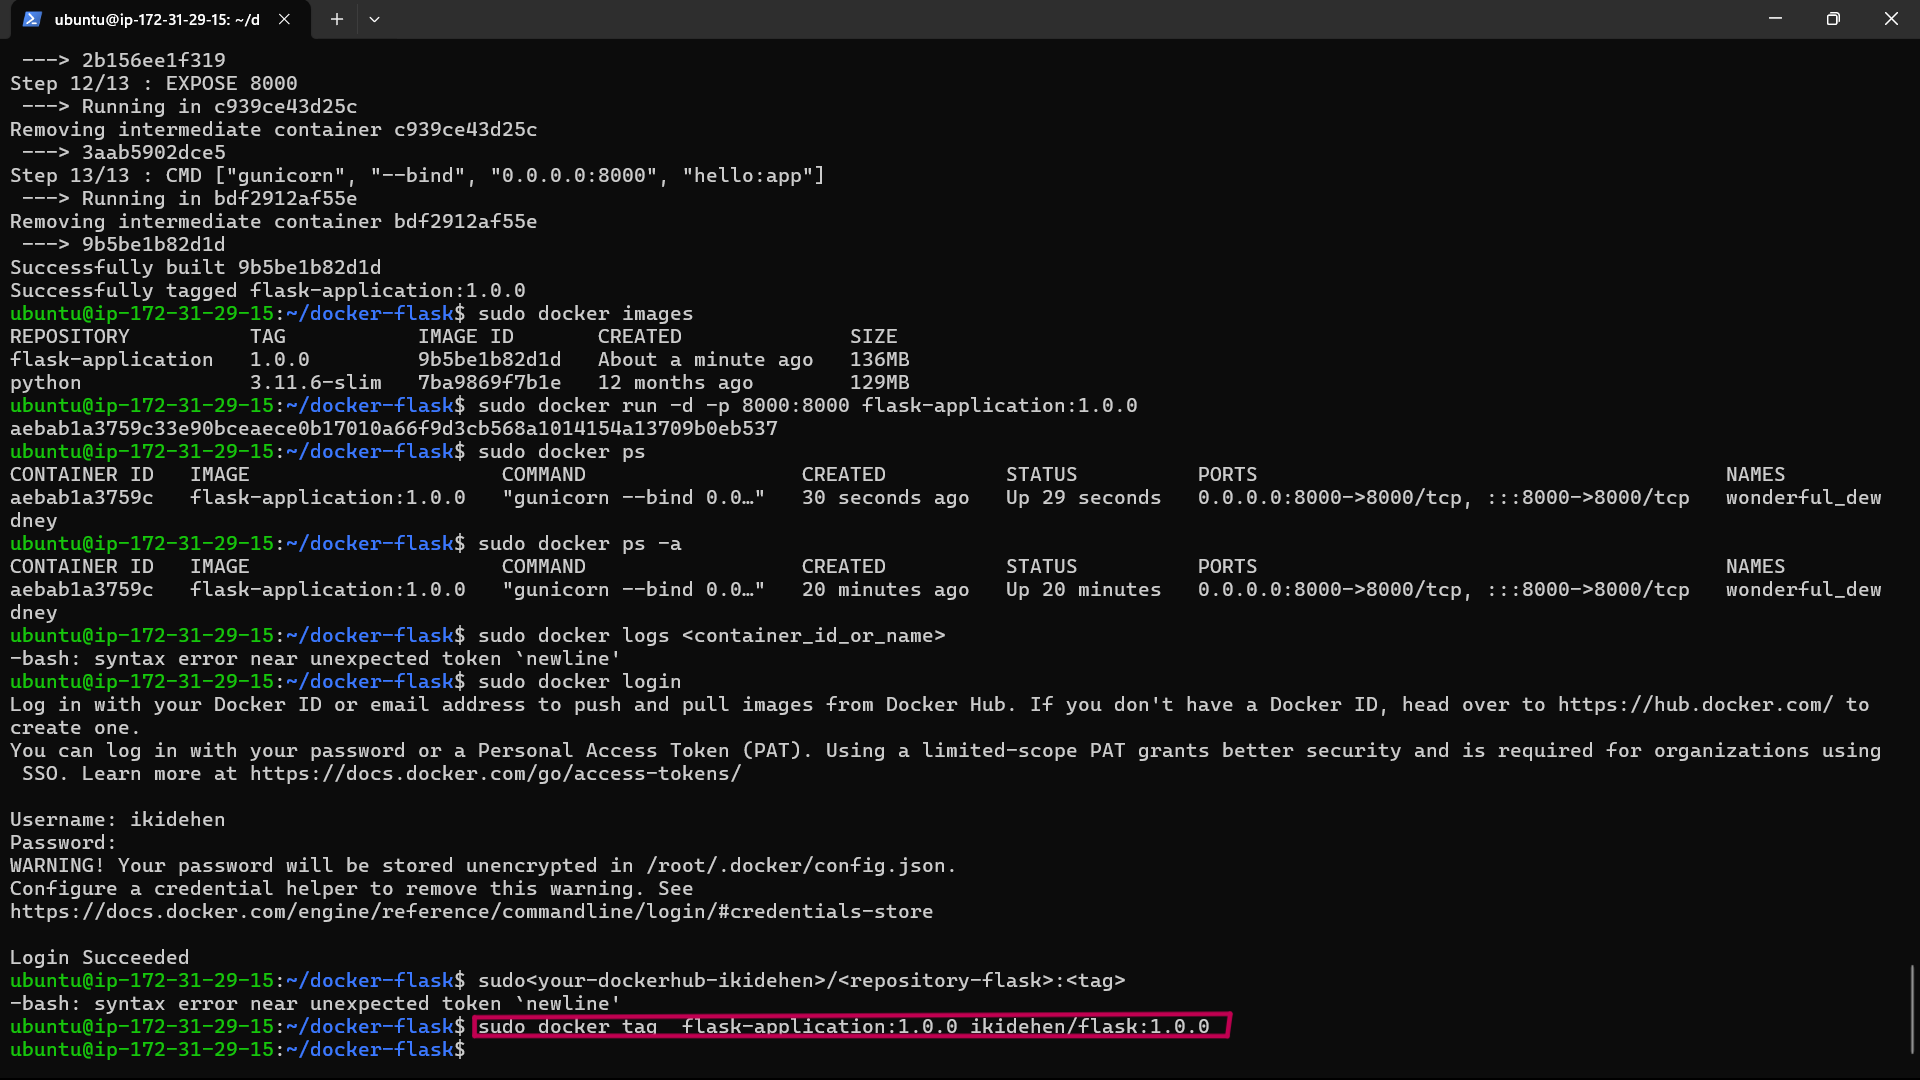 ubuntu@ip-172-31-29-15: ~/d
 ---> 2b156ee1f319
Step 12/13 : EXPOSE 8000
 ---> Running in c939ce43d25c
Removing intermediate container c939ce43d25c
 ---> 3aab5902dce5
Step 13/13 : CMD ["gunicorn", "--bind", "0.0.0.0:8000", "hello:app"]
 ---> Running in bdf2912af55e
Removing intermediate container bdf2912af55e
 ---> 9b5be1b82d1d
Successfully built 9b5be1b82d1d
Successfully tagged flask-application:1.0.0
ubuntu@ip-172-31-29-15:~/docker-flask$ sudo docker images
REPOSITORY          TAG           IMAGE ID       CREATED              SIZE
flask-application   1.0.0         9b5be1b82d1d   About a minute ago   136MB
python              3.11.6-slim   7ba9869f7b1e   12 months ago        129MB
ubuntu@ip-172-31-29-15:~/docker-flask$ sudo docker run -d -p 8000:8000 flask-application:1.0.0
aebab1a3759c33e90bceaece0b17010a66f9d3cb568a1014154a13709b0eb537
ubuntu@ip-172-31-29-15:~/docker-flask$ sudo docker ps
CONTAINER ID   IMAGE                     COMMAND                  CREATED          STATUS          PORTS                                       NAMES
aebab1a3759c   flask-application:1.0.0   "gunicorn --bind 0.0…"   30 seconds ago   Up 29 seconds   0.0.0.0:8000->8000/tcp, :::8000->8000/tcp   wonderful_dew
dney
ubuntu@ip-172-31-29-15:~/docker-flask$ sudo docker ps -a
CONTAINER ID   IMAGE                     COMMAND                  CREATED          STATUS          PORTS                                       NAMES
aebab1a3759c   flask-application:1.0.0   "gunicorn --bind 0.0…"   20 minutes ago   Up 20 minutes   0.0.0.0:8000->8000/tcp, :::8000->8000/tcp   wonderful_dew
dney
ubuntu@ip-172-31-29-15:~/docker-flask$ sudo docker logs <container_id_or_name>
-bash: syntax error near unexpected token `newline'
ubuntu@ip-172-31-29-15:~/docker-flask$ sudo docker login
Log in with your Docker ID or email address to push and pull images from Docker Hub. If you don't have a Docker ID, head over to https://hub.docker.com/ to
create one.
You can log in with your password or a Personal Access Token (PAT). Using a limited-scope PAT grants better security and is required for organizations using
 SSO. Learn more at https://docs.docker.com/go/access-tokens/

Username: ikidehen
Password:
WARNING! Your password will be stored unencrypted in /root/.docker/config.json.
Configure a credential helper to remove this warning. See
https://docs.docker.com/engine/reference/commandline/login/#credentials-store

Login Succeeded
ubuntu@ip-172-31-29-15:~/docker-flask$ sudo<your-dockerhub-ikidehen>/<repository-flask>:<tag>
-bash: syntax error near unexpected token `newline'
ubuntu@ip-172-31-29-15:~/docker-flask$ sudo docker tag  flask-application:1.0.0 ikidehen/flask:1.0.0
ubuntu@ip-172-31-29-15:~/docker-flask$